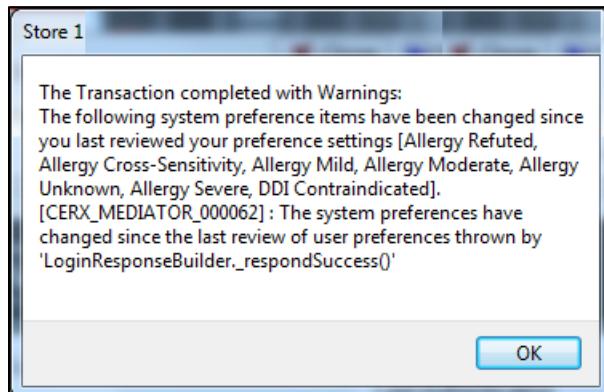 Store 1
The Transaction completed with Warnings:
The following system preference items have been changed since
you last reviewed your preference settings [Allergy Refuted,
Allergy Cross-Sensitivity, Allergy Mild, Allergy Moderate, Allergy
Unknown, Allergy Severe, DDI Contraindicated].
[CERX_MEDIATOR_000062] : The system preferences have
changed since the last review of user preferences thrown by
'LoginResponseBuilder._respondSuccess()'
OK